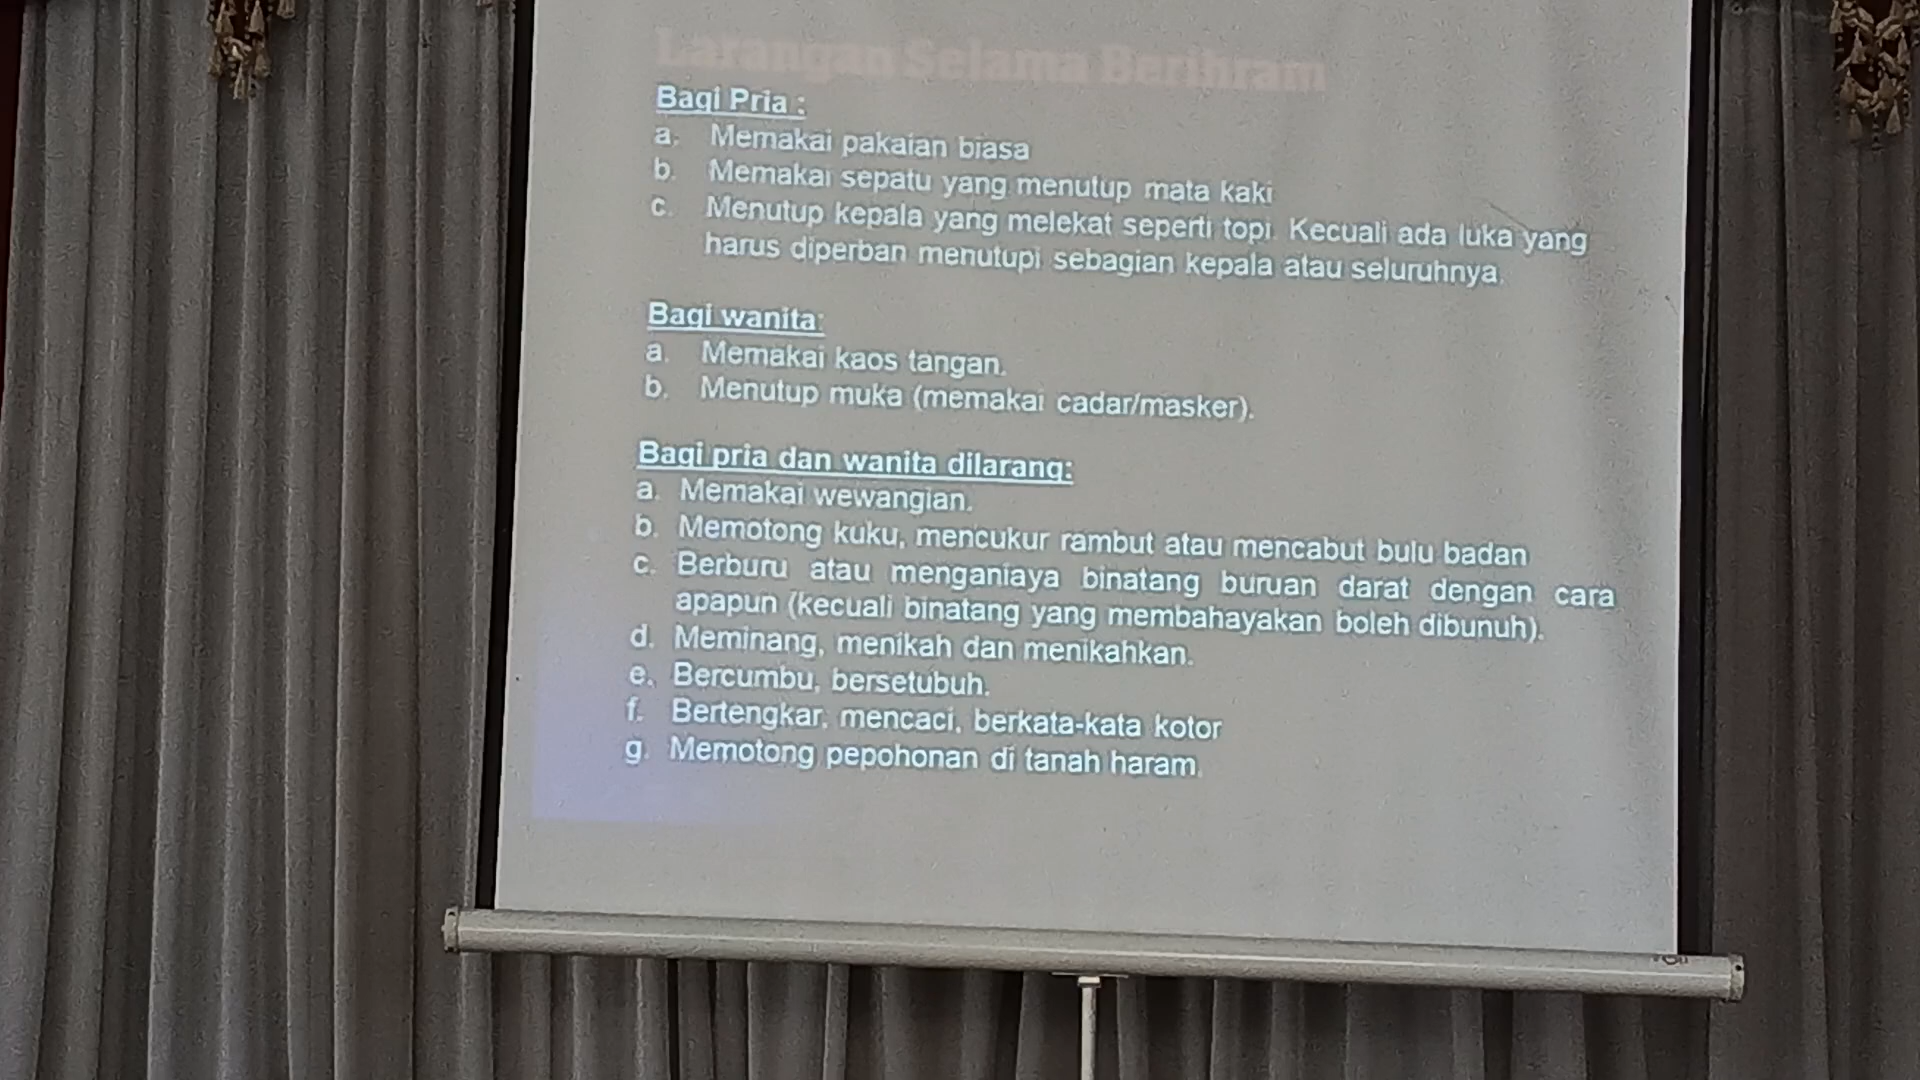 Larangan Selama Berihram
Bagi Pria :
a. Memakai pakaian biasa
b. Memakai sepatu yang menutup mata kaki
c. Menutup kepala yang melekat seperti topi. Kecuali ada luka yang
harus diperban menutupi sebagian kepala atau seluruhnya.
Bagi wanita:
a. Memakai kaos tangan.
b. Menutup muka (memakai cadar/masker).
Bagi pria dan wanita dilarang:
a. Memakai wewangian.
b. Memotong kuku, mencukur rambut atau mencabut bulu badan
c. Berburu atau menganiaya binatang buruan darat dengan cara
apapun (kecuali binatang yang membahayakan boleh dibunuh).
d. Meminang, menikah dan menikahkan.
e. Bercumbu, bersetubuh.
f. Bertengkar, mencaci, berkata-kata kotor
g. Memotong pepohonan di tanah haram.